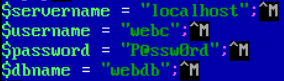 $servername = "localhost";^M
$username = "webc";^M
$password = "P@ssw0rd";^M
$dbname = "webdb";^M